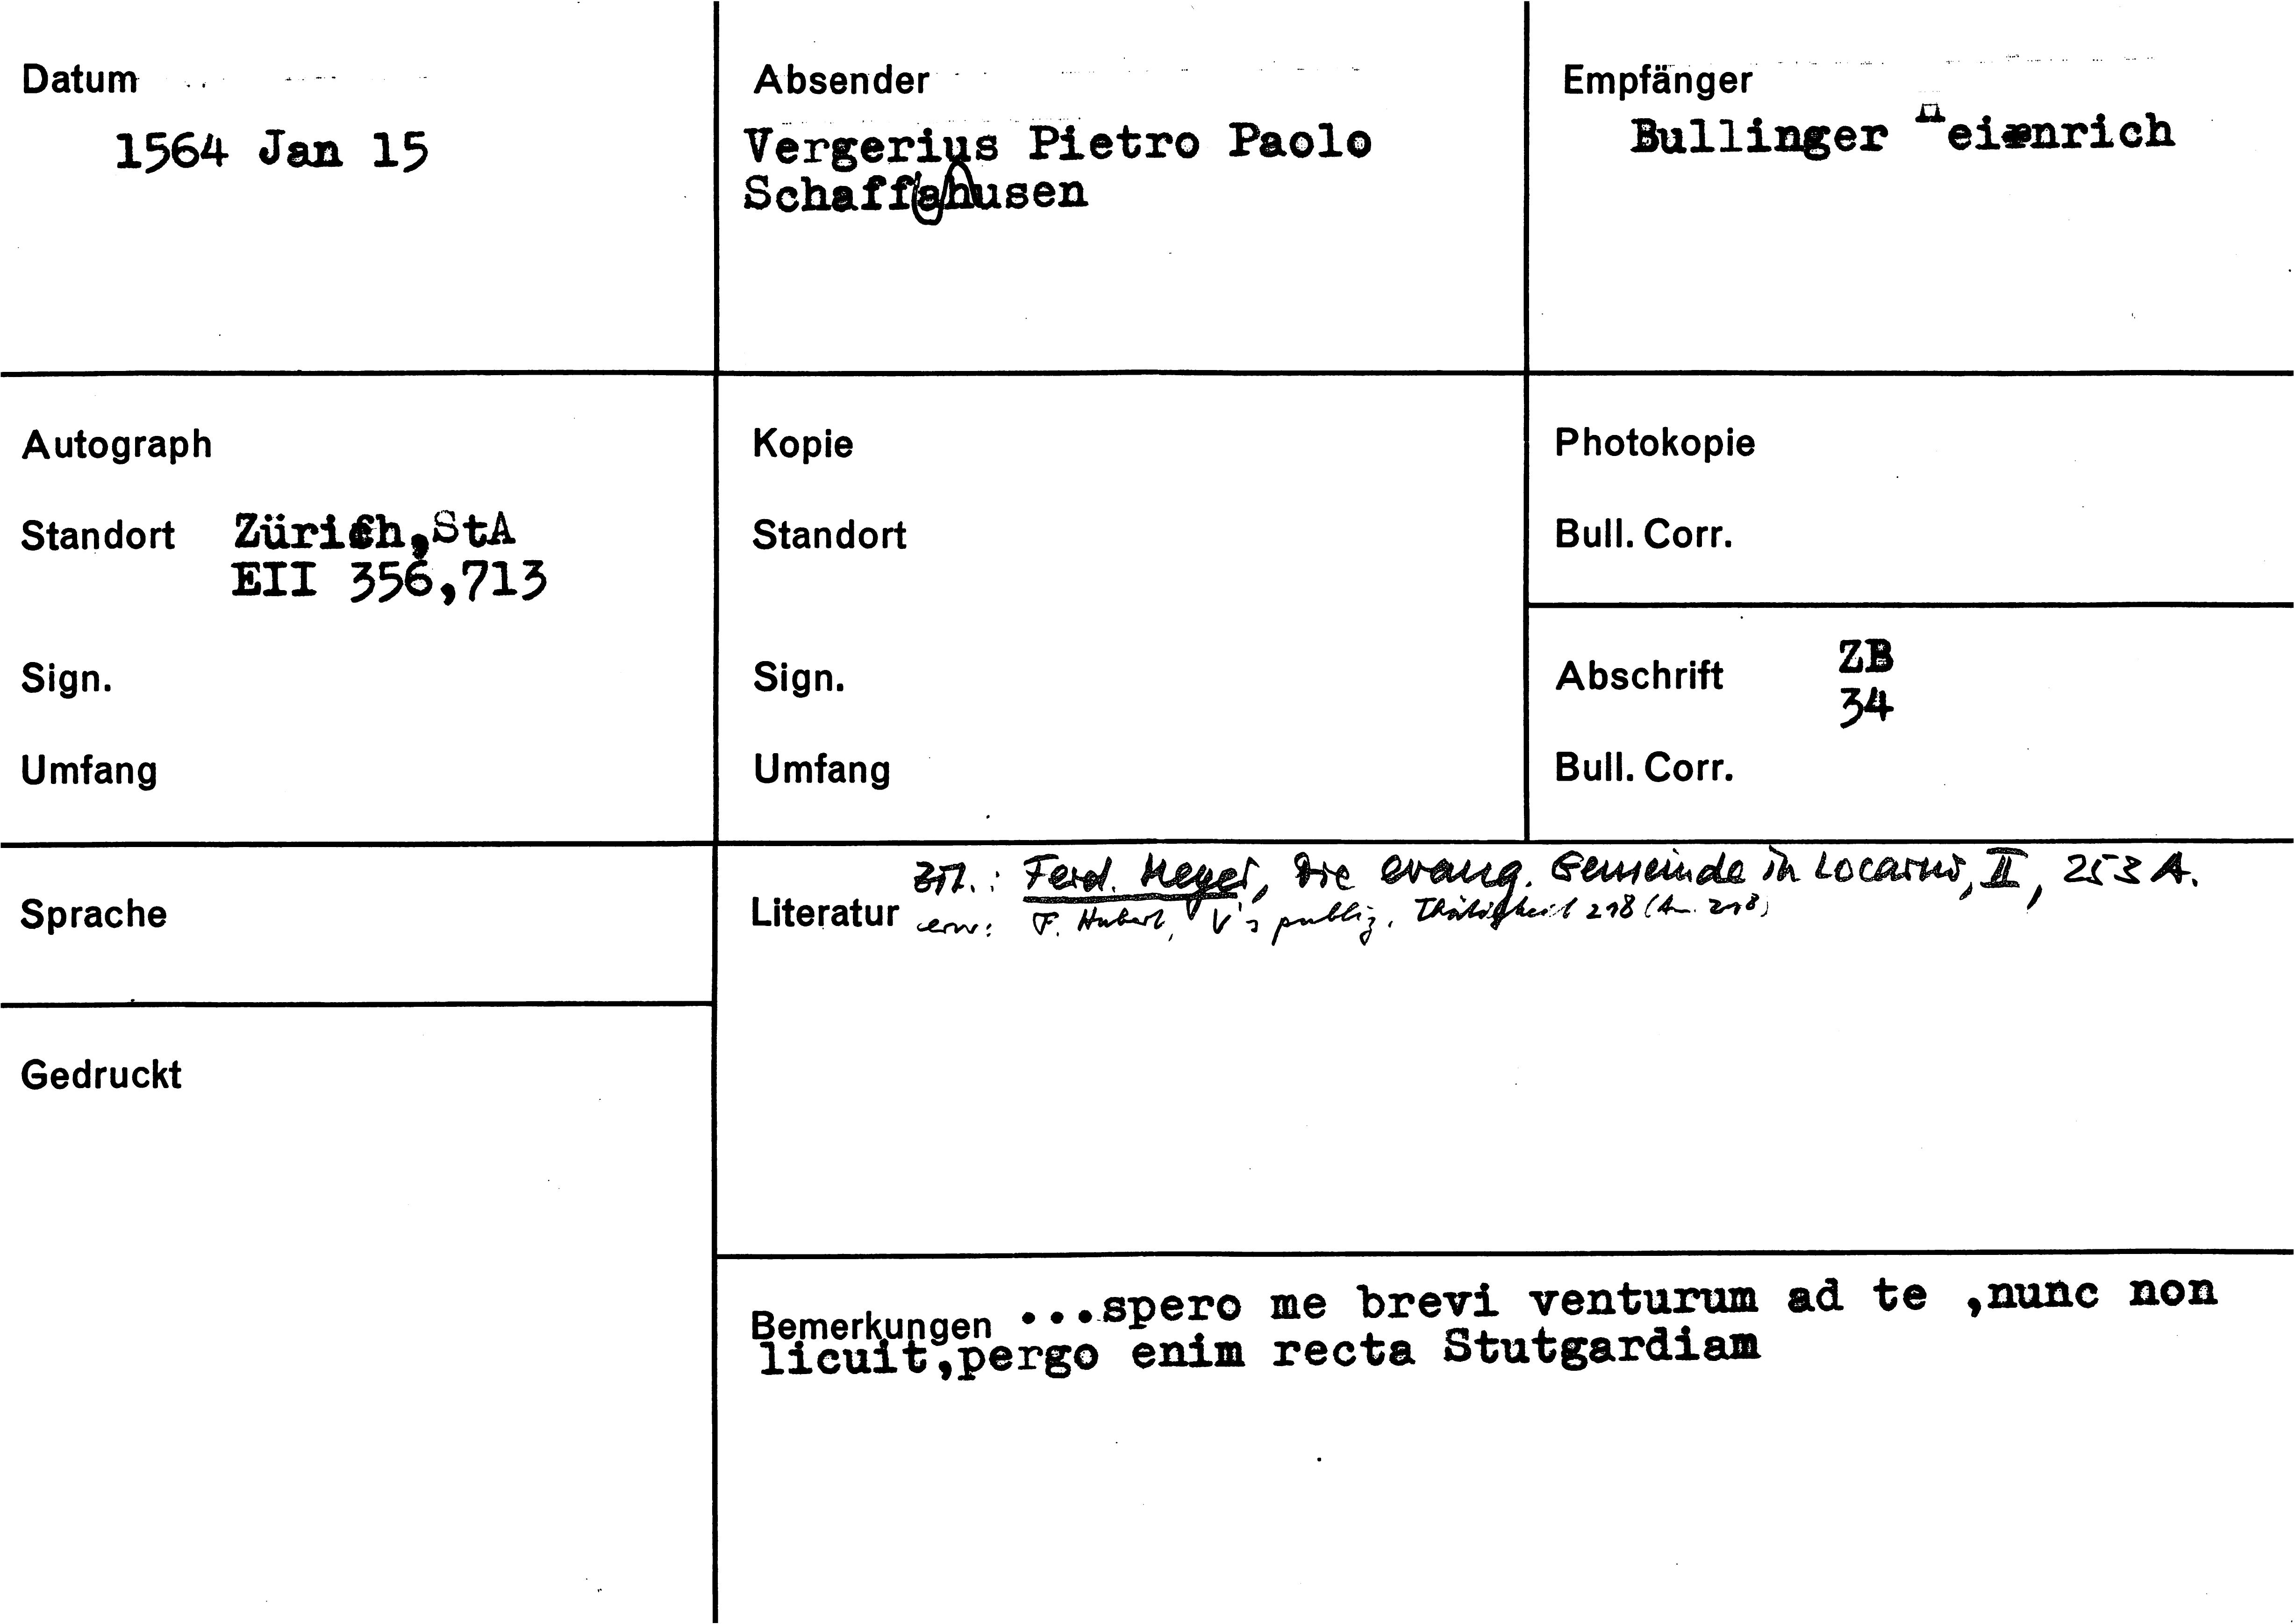 Datum
1564 Jan 15
Absender
Vergerius Pietro Paolo
Schaffhausen
Empfänger
Bullinger Heinrich
Autograph
Standort Zürich,StA
EII 356,713
Sign.
Umfang
Kopie
Standort
Sign.
Umfang
Photokopie
Bull. Corr.
Abschrift ZB
34
Bull. Corr.
Sprache
Gedruckt
Zit.: Ferd. Meyer, Die evang. Gemeinde in Locarno, II, 253 A.
Literatur erw: F. Hubert, V's publiz. Thätigkeit 218 (A. 218)
Bemerkungen ...spero me brevi venturum ad te ,nunc non
licuit,pergo enim recta Stutgardiam